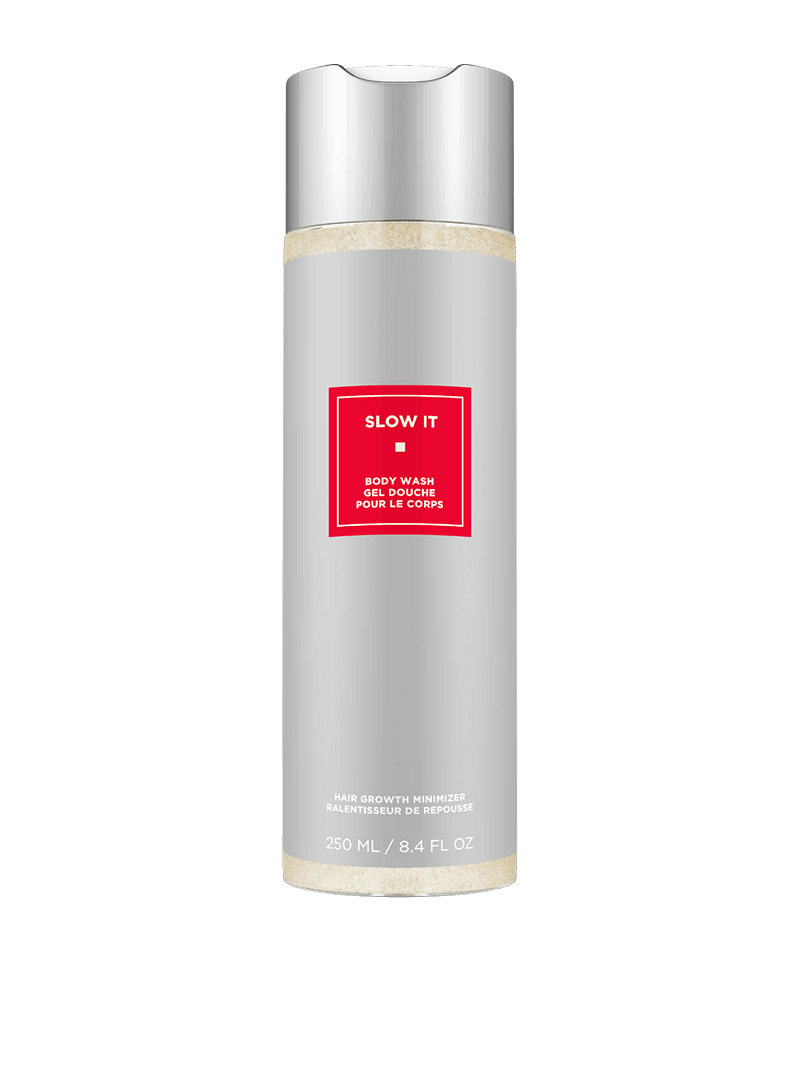 SLOW IT
BODY WASH
GEL DOUCHE
POUR LE CORPS
HAIR GROWTH MINIMIZER
RALENTISSEUR DE REPOUSSE
250 ML / 8.4 FL OZ